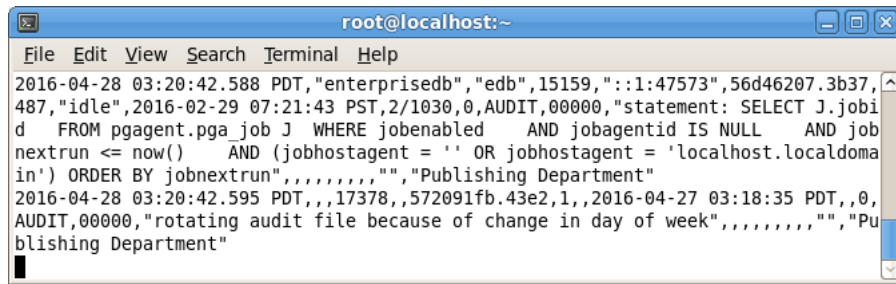 root@localhost:~
File Edit View Search Terminal Help
2016-04-28 03:20:42.588 PDT,"enterprisedb","edb",15159,"::1:47573",56d46207.3b37,
487,"idle",2016-02-29 07:21:43 PST,2/1030,0,AUDIT,00000,"statement: SELECT J.jobi
d   FROM pgagent.pga_job J  WHERE jobenabled    AND jobagentid IS NULL    AND job
nextrun <= now()    AND (jobhostagent = '' OR jobhostagent = 'localhost.localdoma
in') ORDER BY jobnextrun",,,,,,,,,"","Publishing Department"
2016-04-28 03:20:42.595 PDT,,,17378,,572091fb.43e2,1,,2016-04-27 03:18:35 PDT,,0,
AUDIT,00000,"rotating audit file because of change in day of week",,,,,,,,,"","Pu
blishing Department"